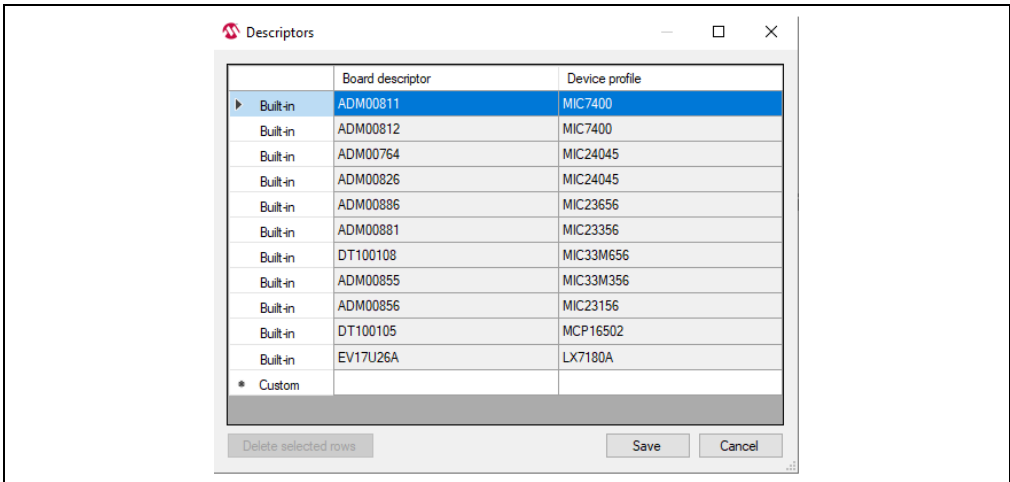 Descriptors
Board descriptor Device profile
Built-in ADM00811 MIC7400
Built-in ADM00812 MIC7400
Built-in ADM00764 MIC24045
Built-in ADM00826 MIC24045
Built-in ADM00886 MIC23656
Built-in ADM00881 MIC23356
Built-in DT100108 MIC33M656
Built-in ADM00855 MIC33M356
Built-in ADM00856 MIC23156
Built-in DT100105 MCP16502
Built-in EV17U26A LX7180A
* Custom
Delete selected rows Save Cancel